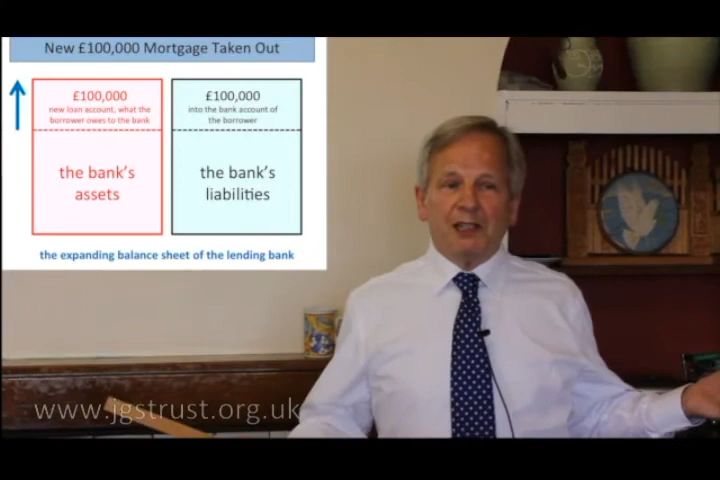 New £100,000 Mortgage Taken Out
£100,000
new loan account, what the
borrower owes to the bank
the bank's
assets
£100,000
into the bank account of
the borrower
the bank's
liabilities
the expanding balance sheet of the lending bank
www.jgstrust.org.uk